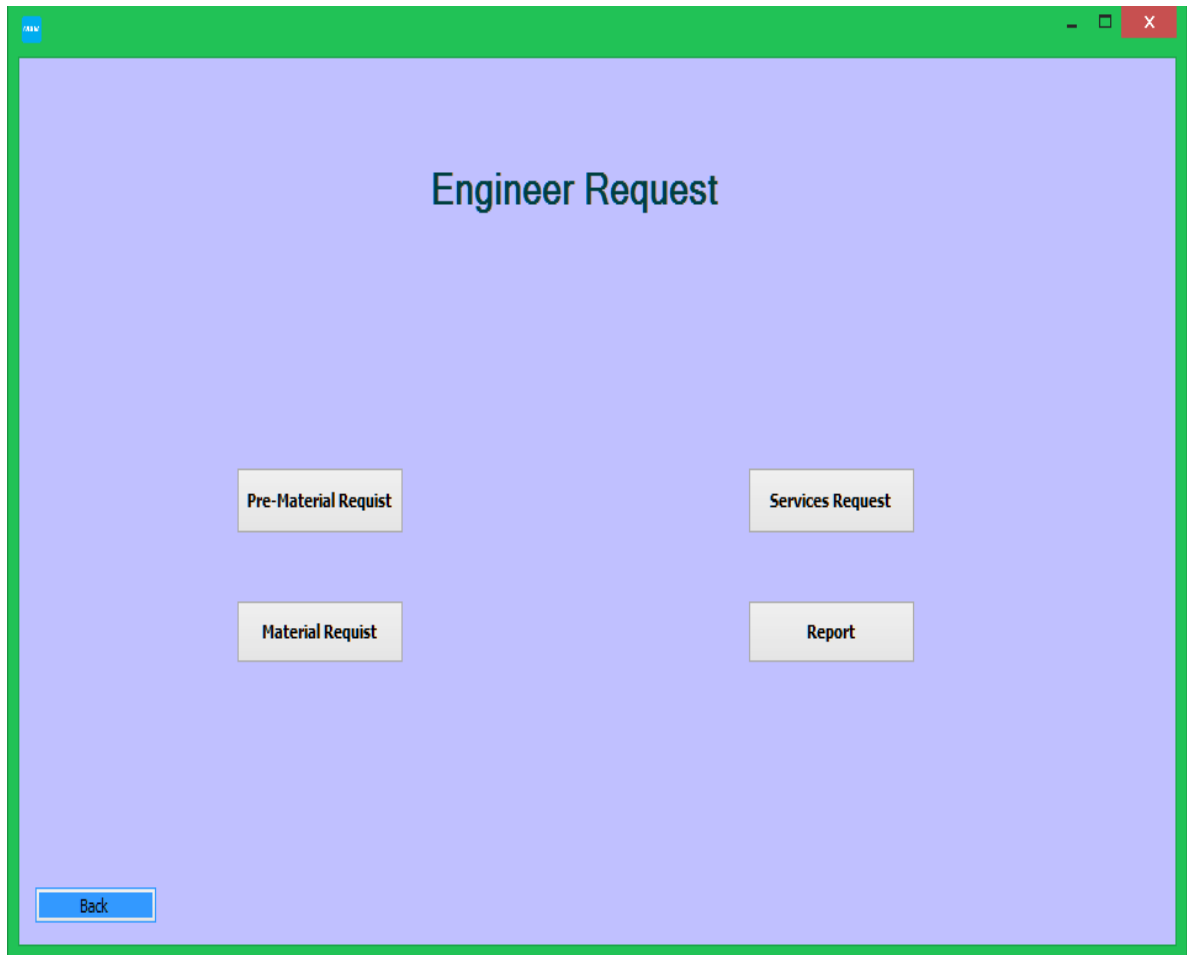 X
Engineer Request
Pre-Material Requist
Services Request
Material Requist
Report
Back